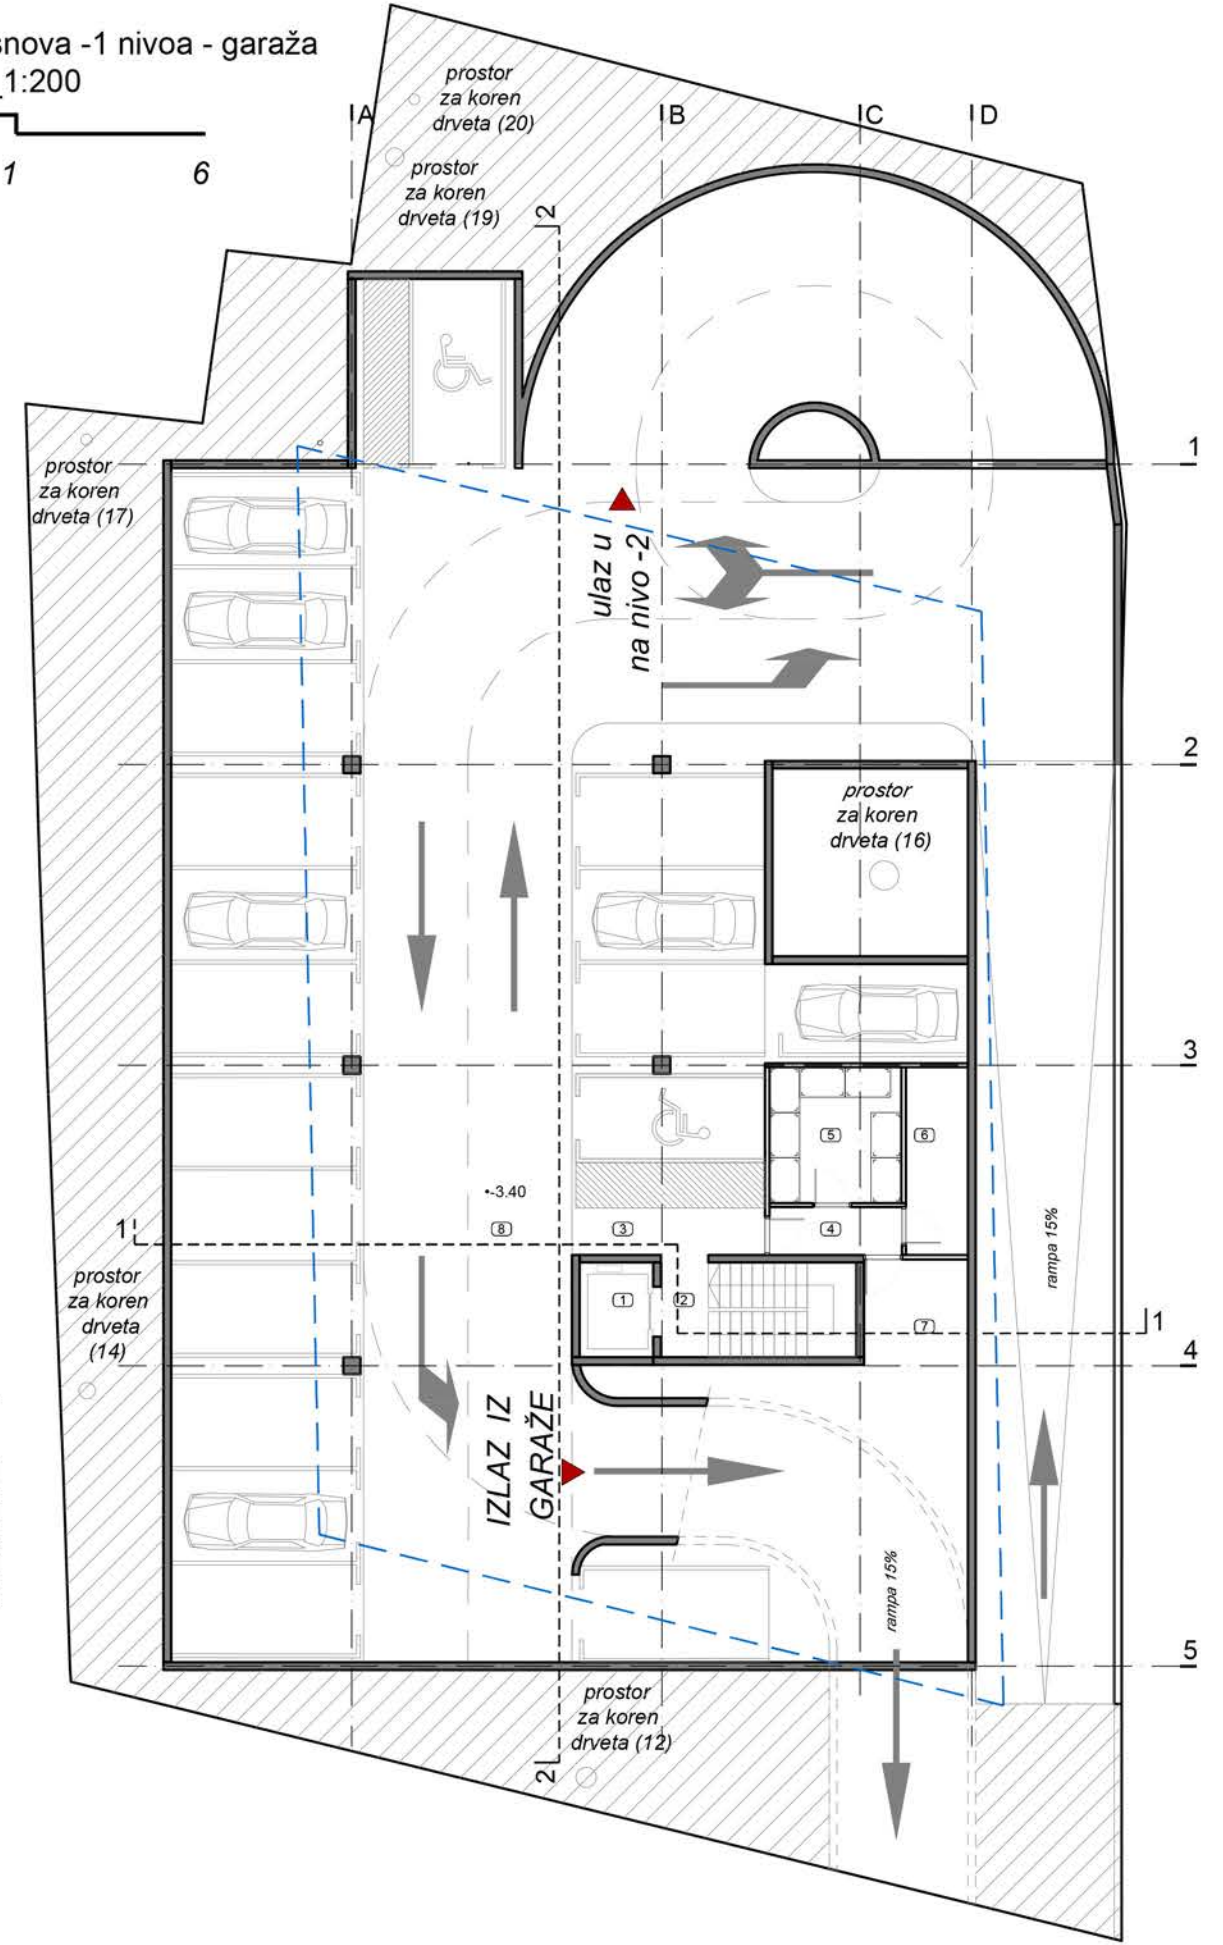 snova -1 nivoa - garaža
1:200
1 6
A B C D
prostor
za koren
drveta (20)
prostor
za koren
drveta (19)
2
prostor
za koren
drveta (17)
1
ulaz u
na nivo -2
2
prostor
za koren
drveta (16)
3
5 6
-3.40
8 3 4
1
prostor
za koren
drveta
(14)
1 2 7
rampa 15%
1
4
IZLAZ IZ
GARAŽE
rampa 15%
5
prostor
za koren
drveta (12)
2